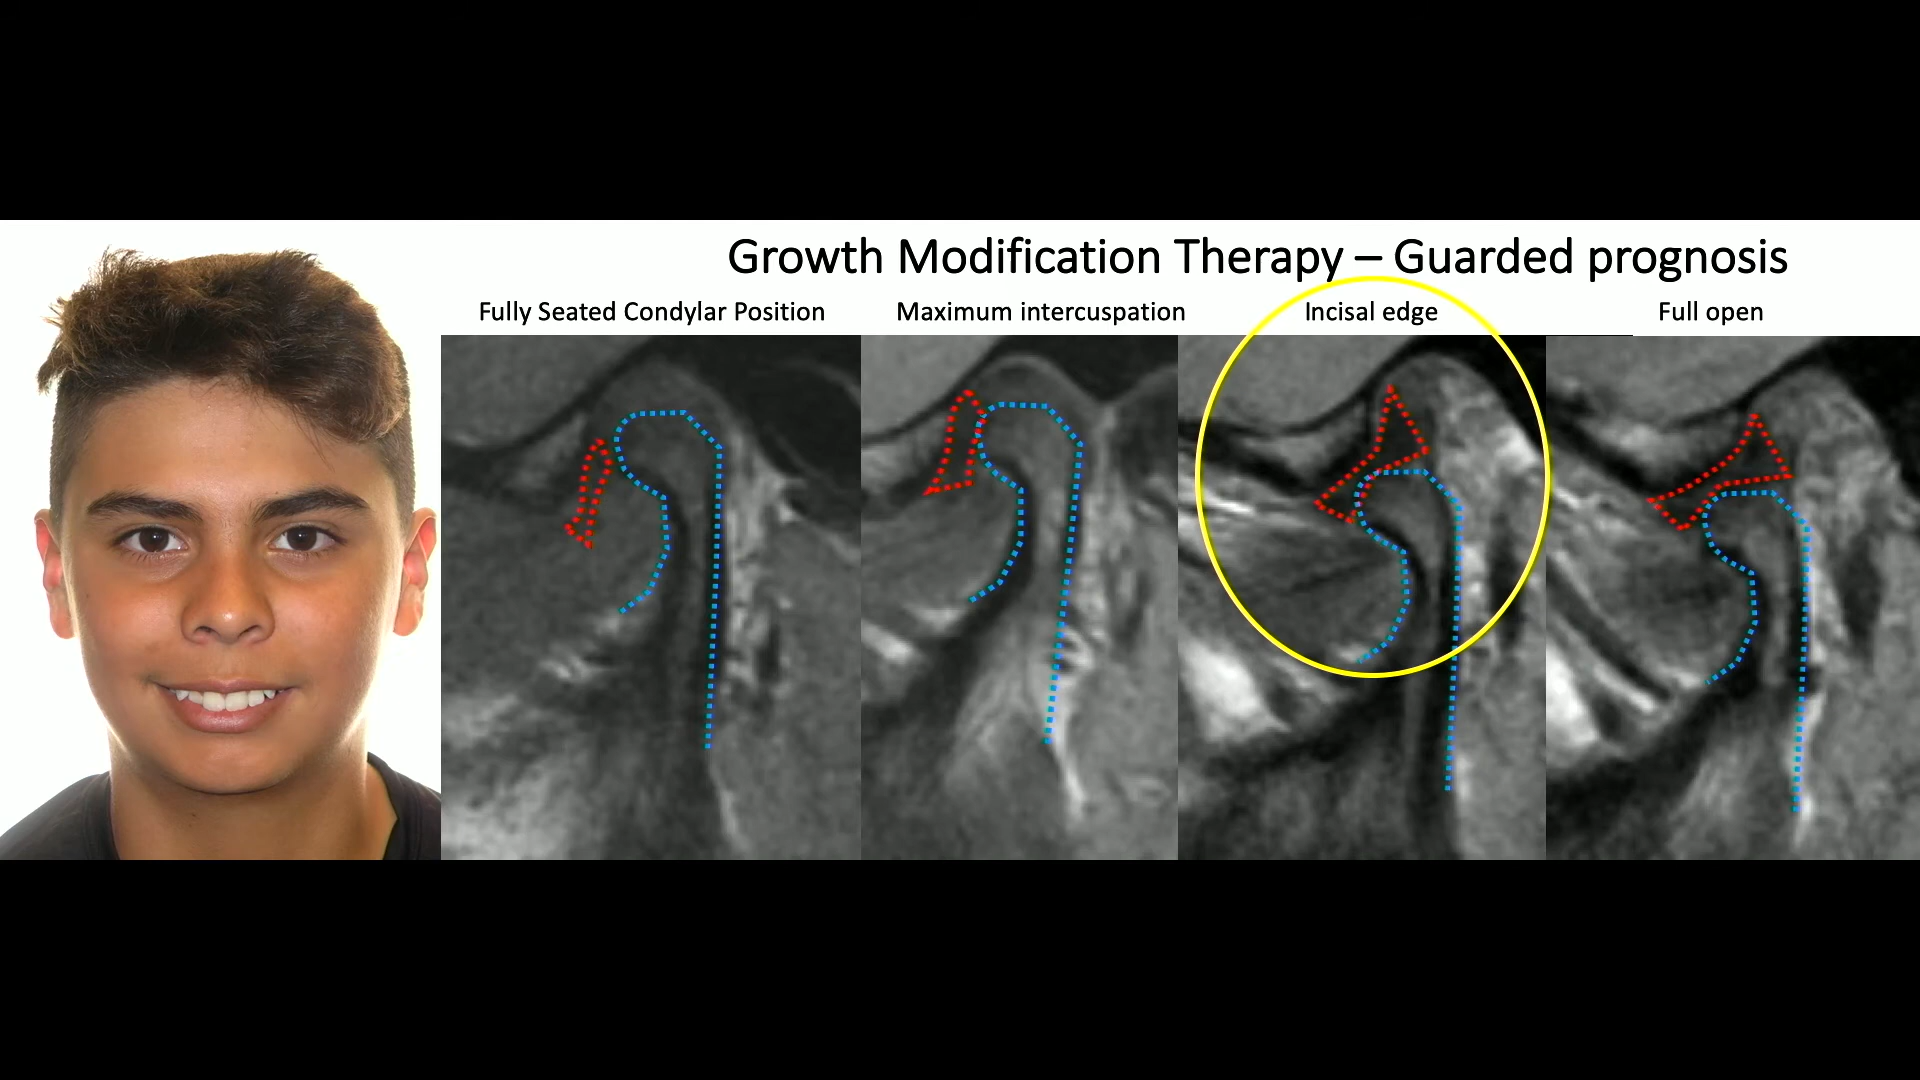 Growth Modification Therapy – Guarded prognosis
Fully Seated Condylar Position
Maximum intercuspation
Incisal edge
Full open